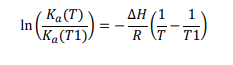 ln(Kₐ(T)/Kₐ(T1)) = −ΔH/R (1/T − 1/T1)